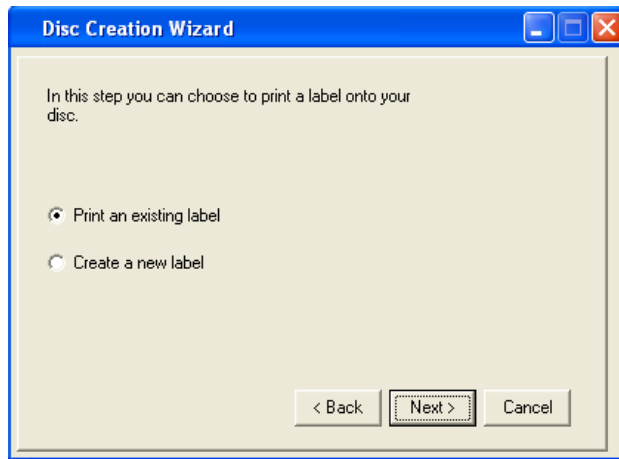 Disc Creation Wizard
In this step you can choose to print a label onto your
disc.
Print an existing label
Create a new label
< Back
Next >
Cancel